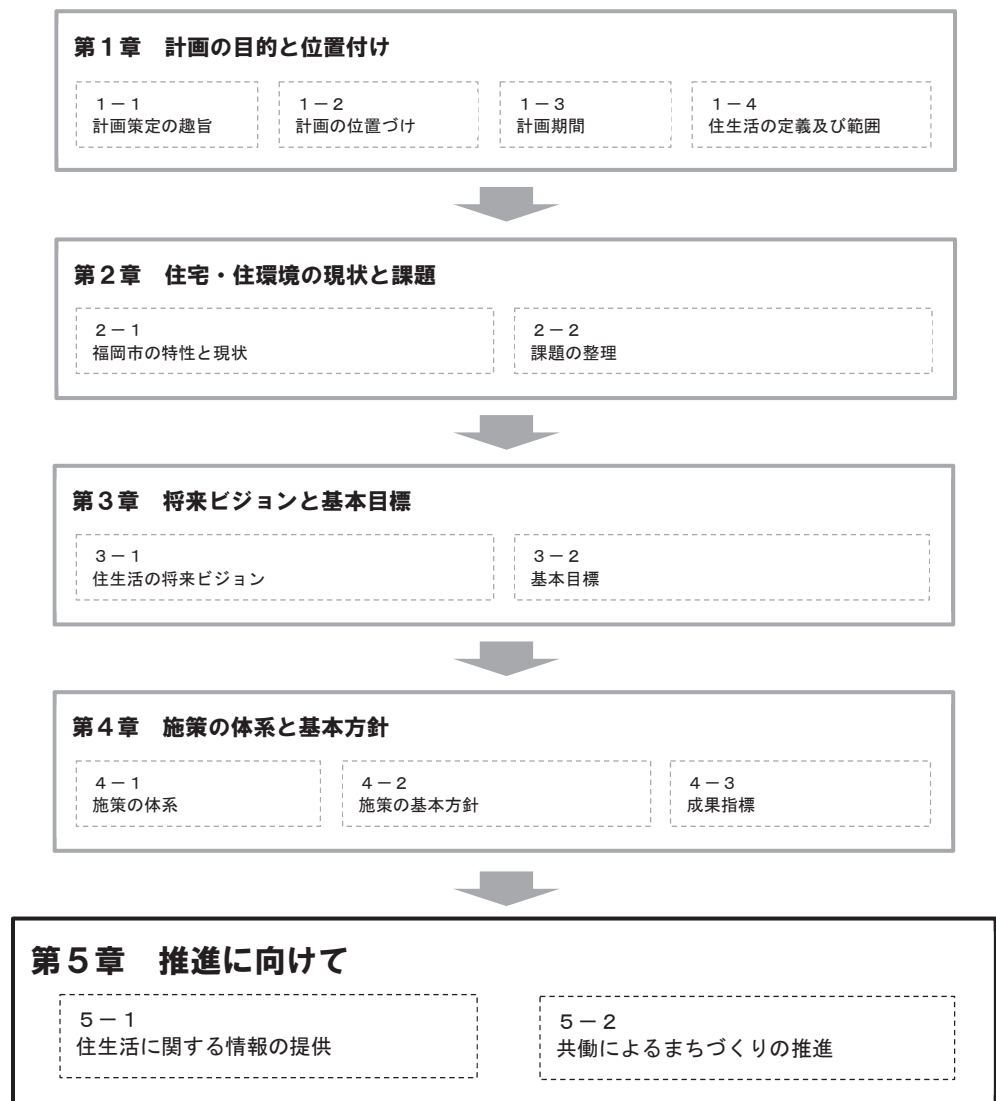 第1章　計画の目的と位置付け
1－1
計画策定の趣旨
1－2
計画の位置づけ
1－3
計画期間
1－4
住生活の定義及び範囲
第2章　住宅・住環境の現状と課題
2－1
福岡市の特性と現状
2－2
課題の整理
第3章　将来ビジョンと基本目標
3－1
住生活の将来ビジョン
3－2
基本目標
第4章　施策の体系と基本方針
4－1
施策の体系
4－2
施策の基本方針
4－3
成果指標
第5章　推進に向けて
5－1
住生活に関する情報の提供
5－2
共働によるまちづくりの推進